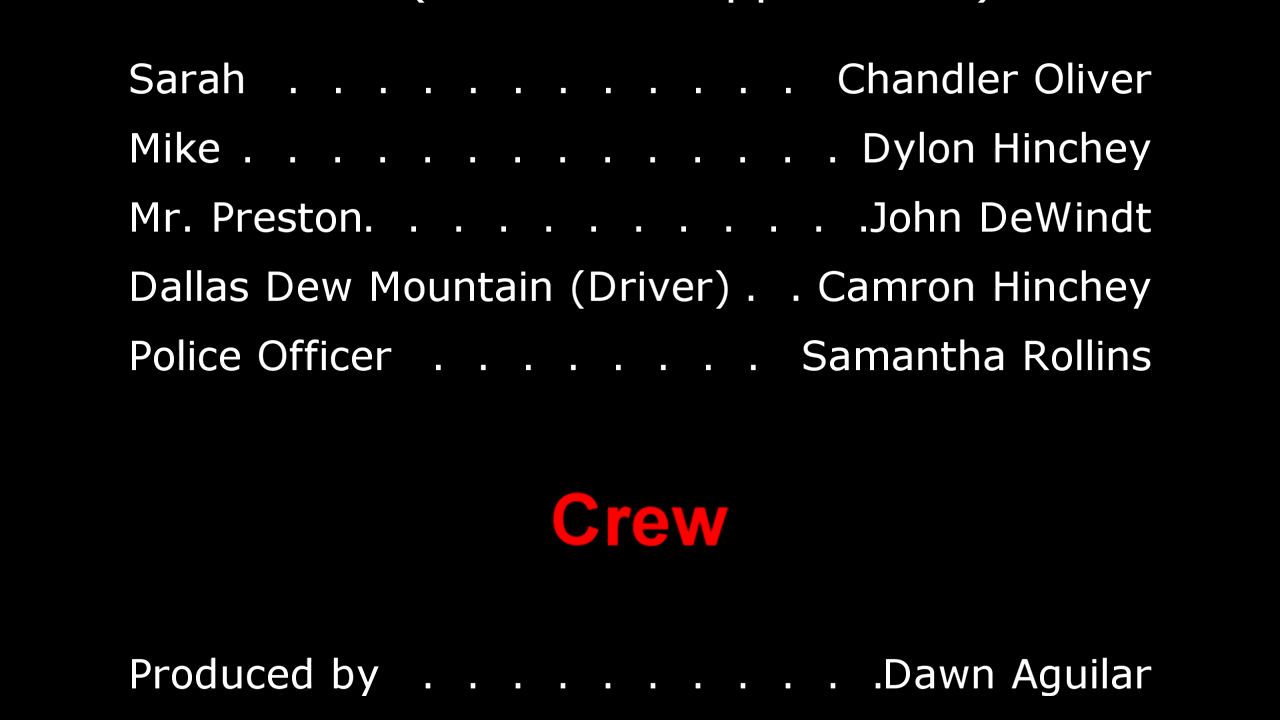 Sarah . . . . . . . . . . . . Chandler Oliver
Mike . . . . . . . . . . . . . . Dylon Hinchey
Mr. Preston. . . . . . . . . . . .John DeWindt
Dallas Dew Mountain (Driver) . . Camron Hinchey
Police Officer . . . . . . . . Samantha Rollins
Crew
Produced by . . . . . . . . . . .Dawn Aguilar